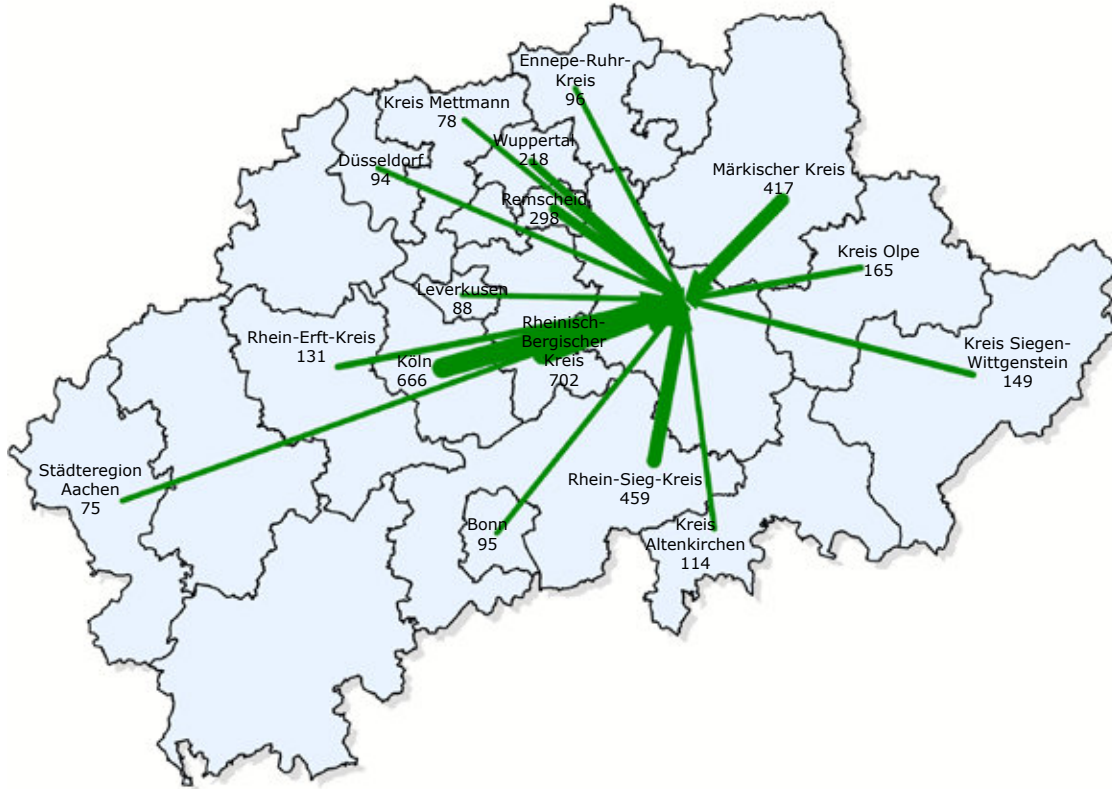 Ennepe-Ruhr-
Kreis
96
Kreis Mettmann
78
Wuppertal
218
Düsseldorf
94
Märkischer Kreis
417
Remscheid
298
Kreis Olpe
165
Leverkusen
88
Rheinisch-
Bergischer
Kreis
702
Rhein-Erft-Kreis
131
Köln
666
Kreis Siegen-
Wittgenstein
149
Städteregion
Aachen
75
Rhein-Sieg-Kreis
459
Bonn
95
Kreis
Altenkirchen
114